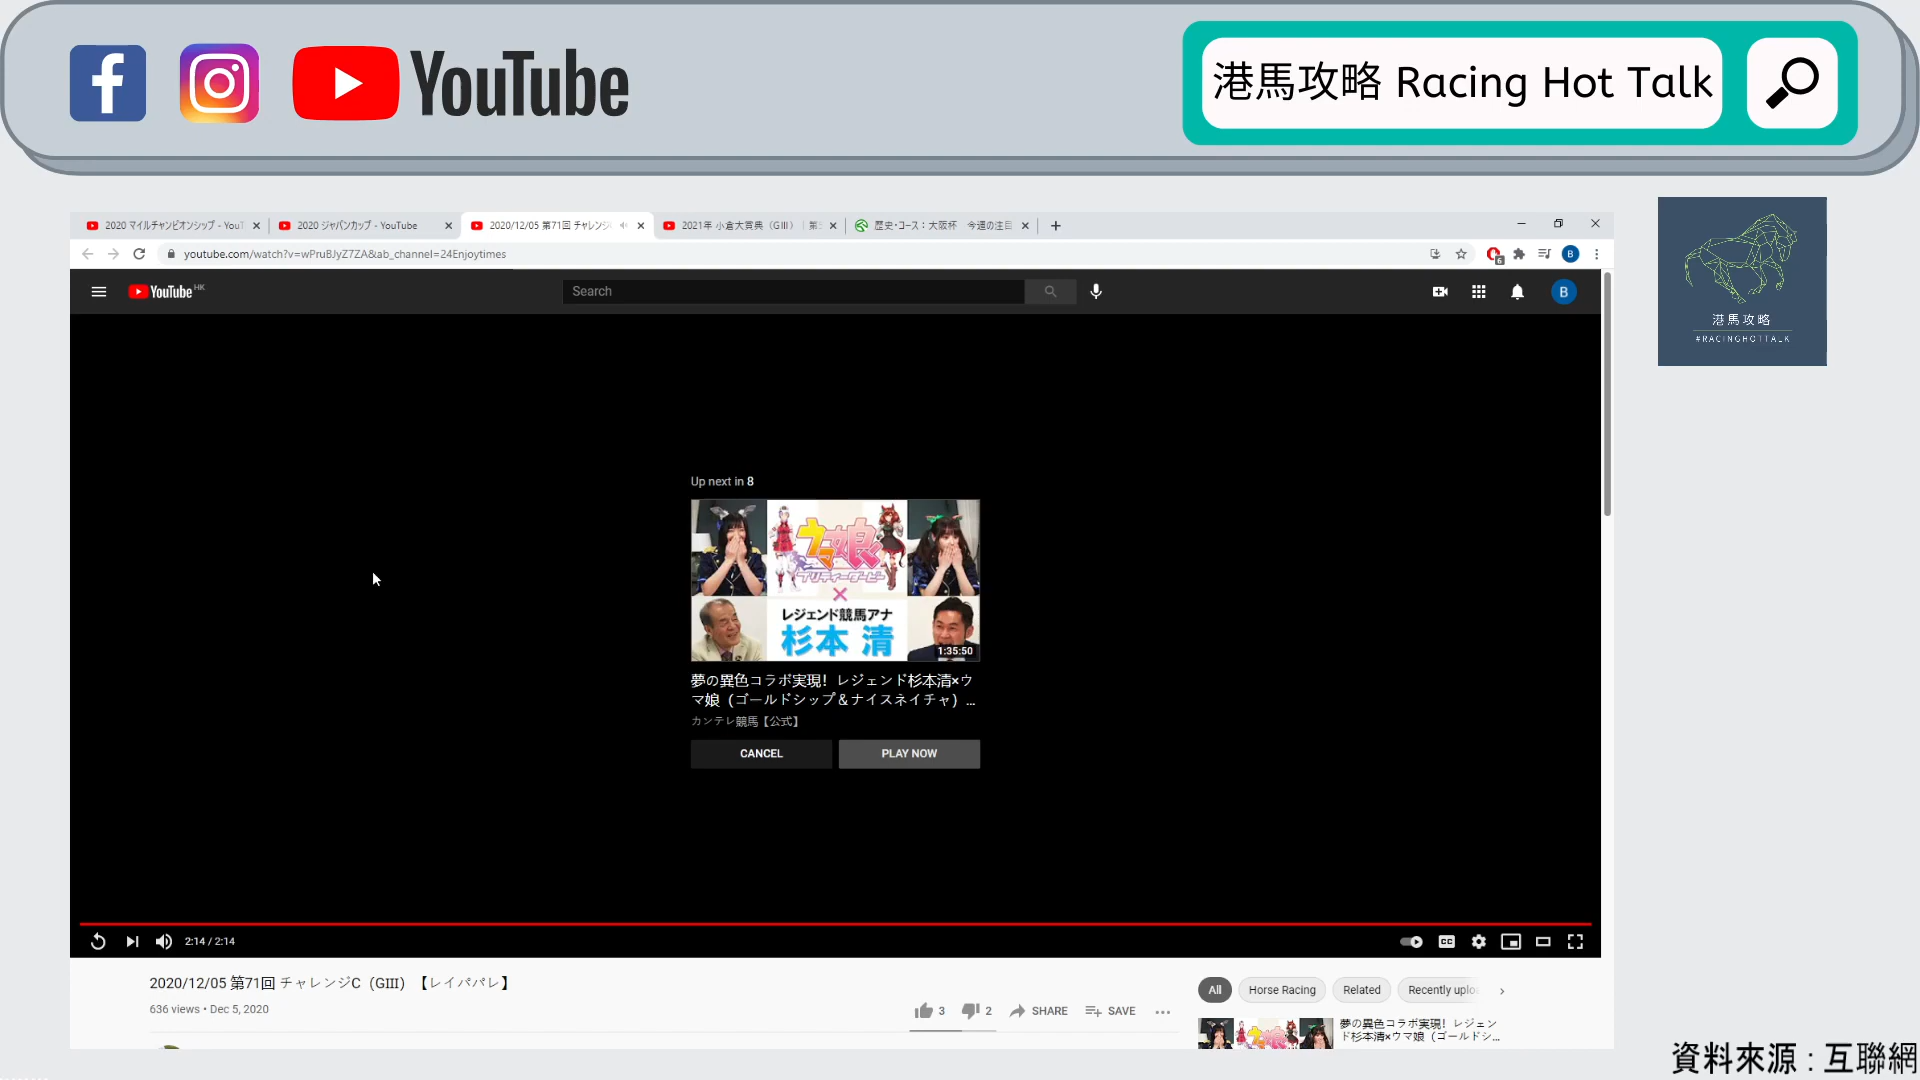 YouTube
港馬攻略 Racing Hot Talk
2020 マイルチャンピオンシップ - YouT
2020 ジャパンカップ - YouTube
2020/12/05 第71回 チャレンジ
2021年 小倉大賞典（GⅢ）｜第
歴史・コース：大阪杯 今週の注目
youtube.com/watch?v=wPruBJyZ7ZA&ab_channel=24Enjoytimes
6
B
YouTube HK
Search
B
港馬攻略
#RACINGHOTTALK
Up next in 8
ウマ娘
プリティーダービー
×
レジェンド競馬アナ
杉本 清
1:35:50
夢の異色コラボ実現！レジェンド杉本清×ウ
マ娘（ゴールドシップ＆ナイスネイチャ）...
カンテレ競馬【公式】
CANCEL
PLAY NOW
2:14 / 2:14
CC
2020/12/05 第71回 チャレンジC（GⅢ）【レイパパレ】
636 views • Dec 5, 2020
3
2
SHARE
SAVE
All
Horse Racing
Related
Recently uplo
夢の異色コラボ実現！レジェン
ド杉本清×ウマ娘（ゴールドシ...
資料來源 : 互聯網